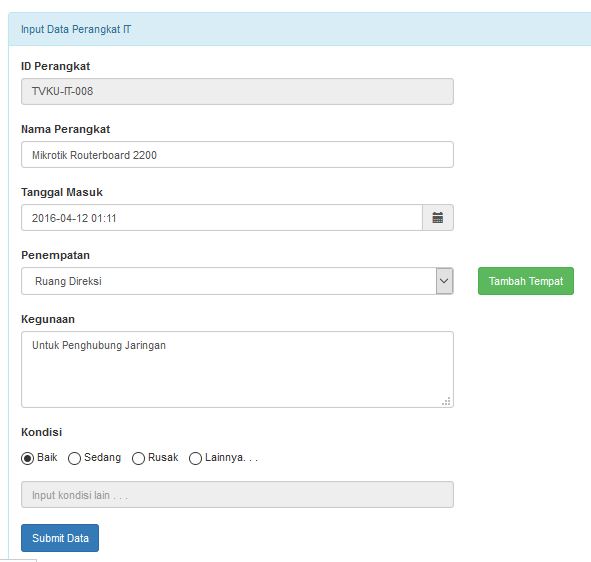 Input Data Perangkat IT
ID Perangkat
TVKU-IT-008
Nama Perangkat
Mikrotik Routerboard 2200
Tanggal Masuk
2016-04-12 01:11
Penempatan
Ruang Direksi
Tambah Tempat
Kegunaan
Untuk Penghubung Jaringan
Kondisi
Baik Sedang Rusak Lainnya. . .
Input kondisi lain . . .
Submit Data